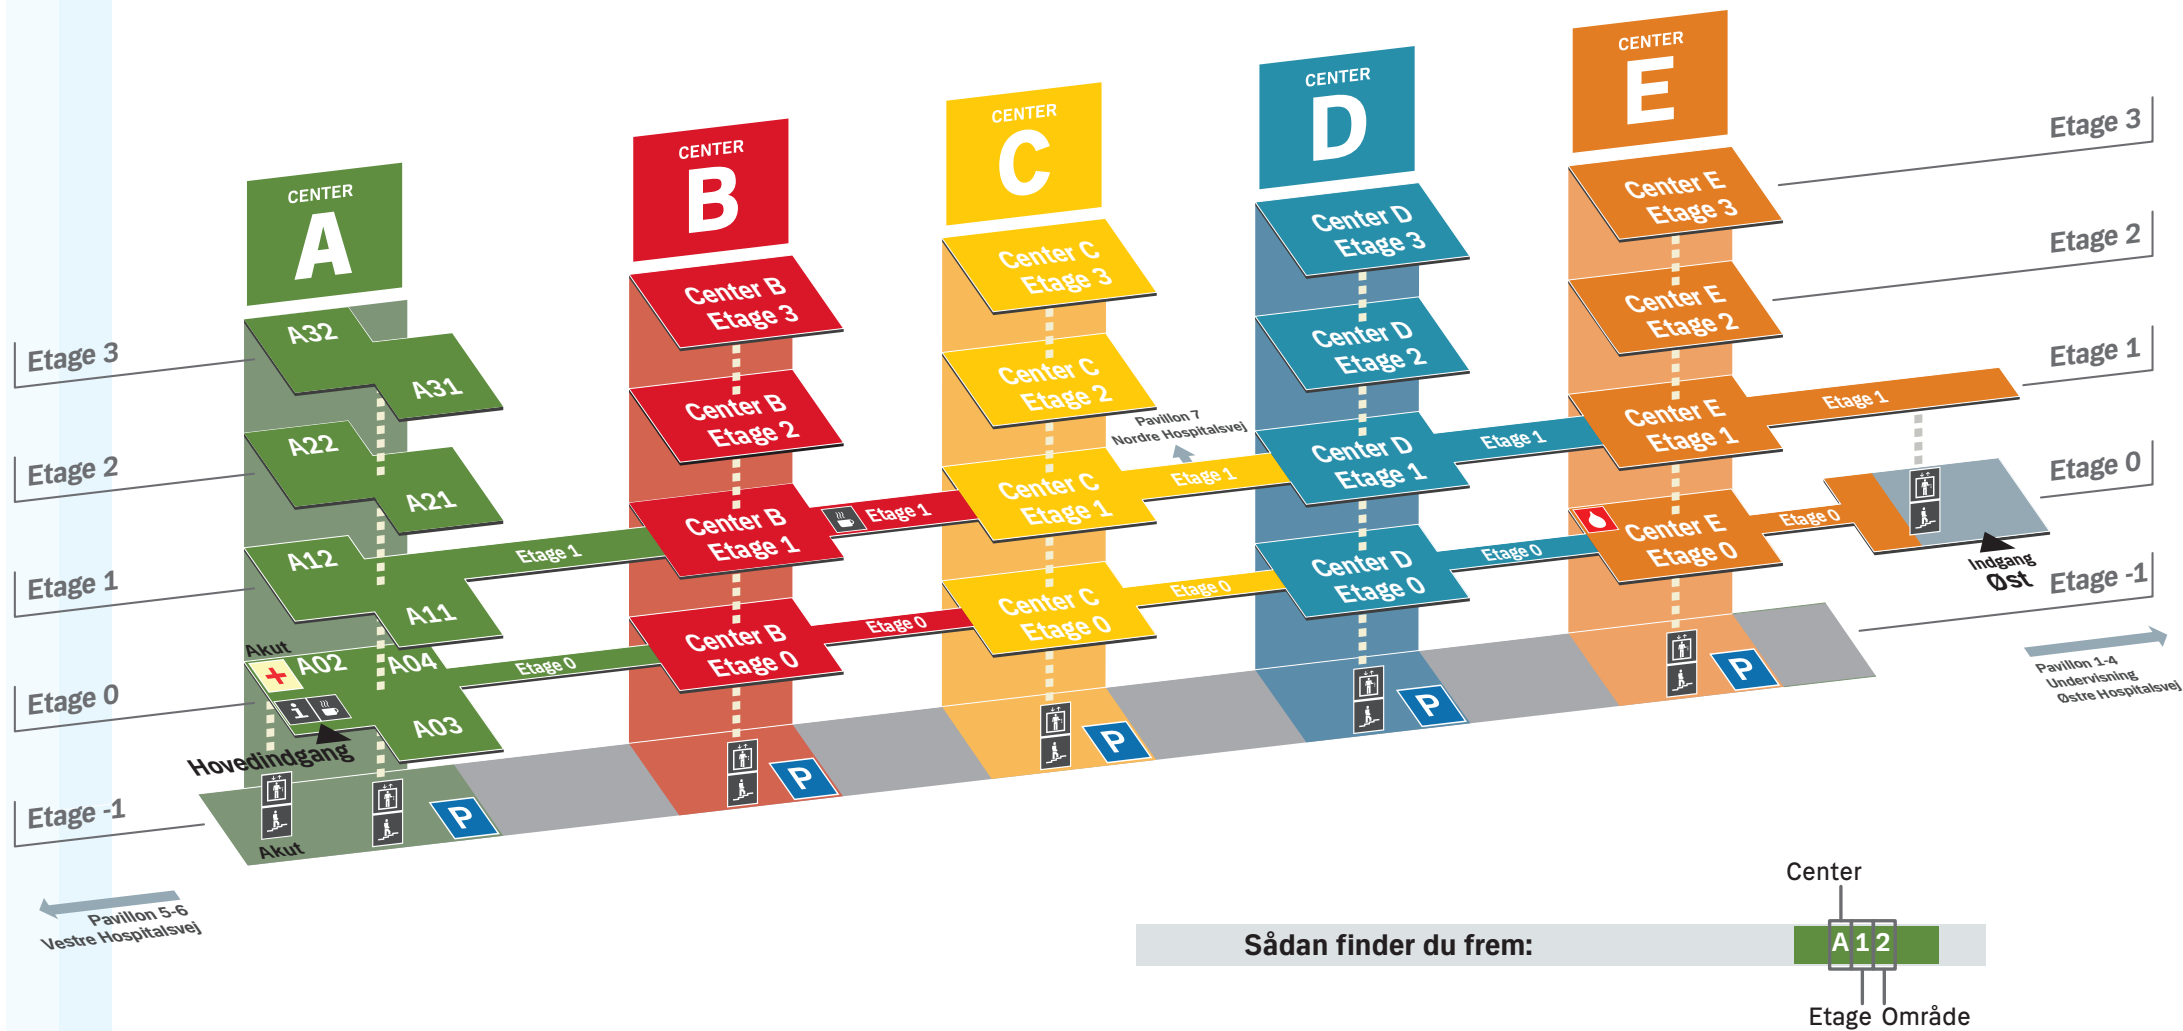 CENTER
A
CENTER
B
CENTER
C
CENTER
D
CENTER
E
Etage 3
Etage 2
Etage 1
Etage 0
Etage -1
Etage 3
Etage 2
Etage 1
Etage 0
Etage -1
A32
A31
A22
A21
A12
A11
Etage 1
Akut
A02
A04
A03
Etage 0
i
Hovedindgang
Akut
P
Center B
Etage 3
Center B
Etage 2
Center B
Etage 1
Etage 1
Center B
Etage 0
Etage 0
P
Center C
Etage 3
Center C
Etage 2
Center C
Etage 1
Etage 1
Pavillon 7
Nordre Hospitalsvej
Center C
Etage 0
Etage 0
P
Center D
Etage 3
Center D
Etage 2
Center D
Etage 1
Etage 1
Center D
Etage 0
Etage 0
P
Center E
Etage 3
Center E
Etage 2
Center E
Etage 1
Etage 1
Center E
Etage 0
Etage 0
P
Indgang
Øst
Pavillon 1-4
Undervisning
Østre Hospitalsvej
Pavillon 5-6
Vestre Hospitalsvej
Center
Sådan finder du frem:
A 1 2
Etage Område